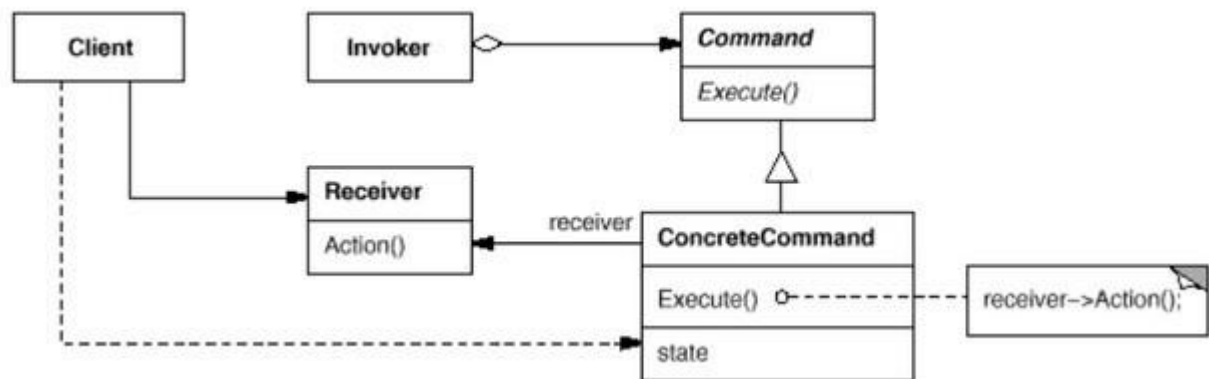 Client
Invoker
Command
Execute()
Receiver
Action()
receiver
ConcreteCommand
Execute()
state
receiver->Action();